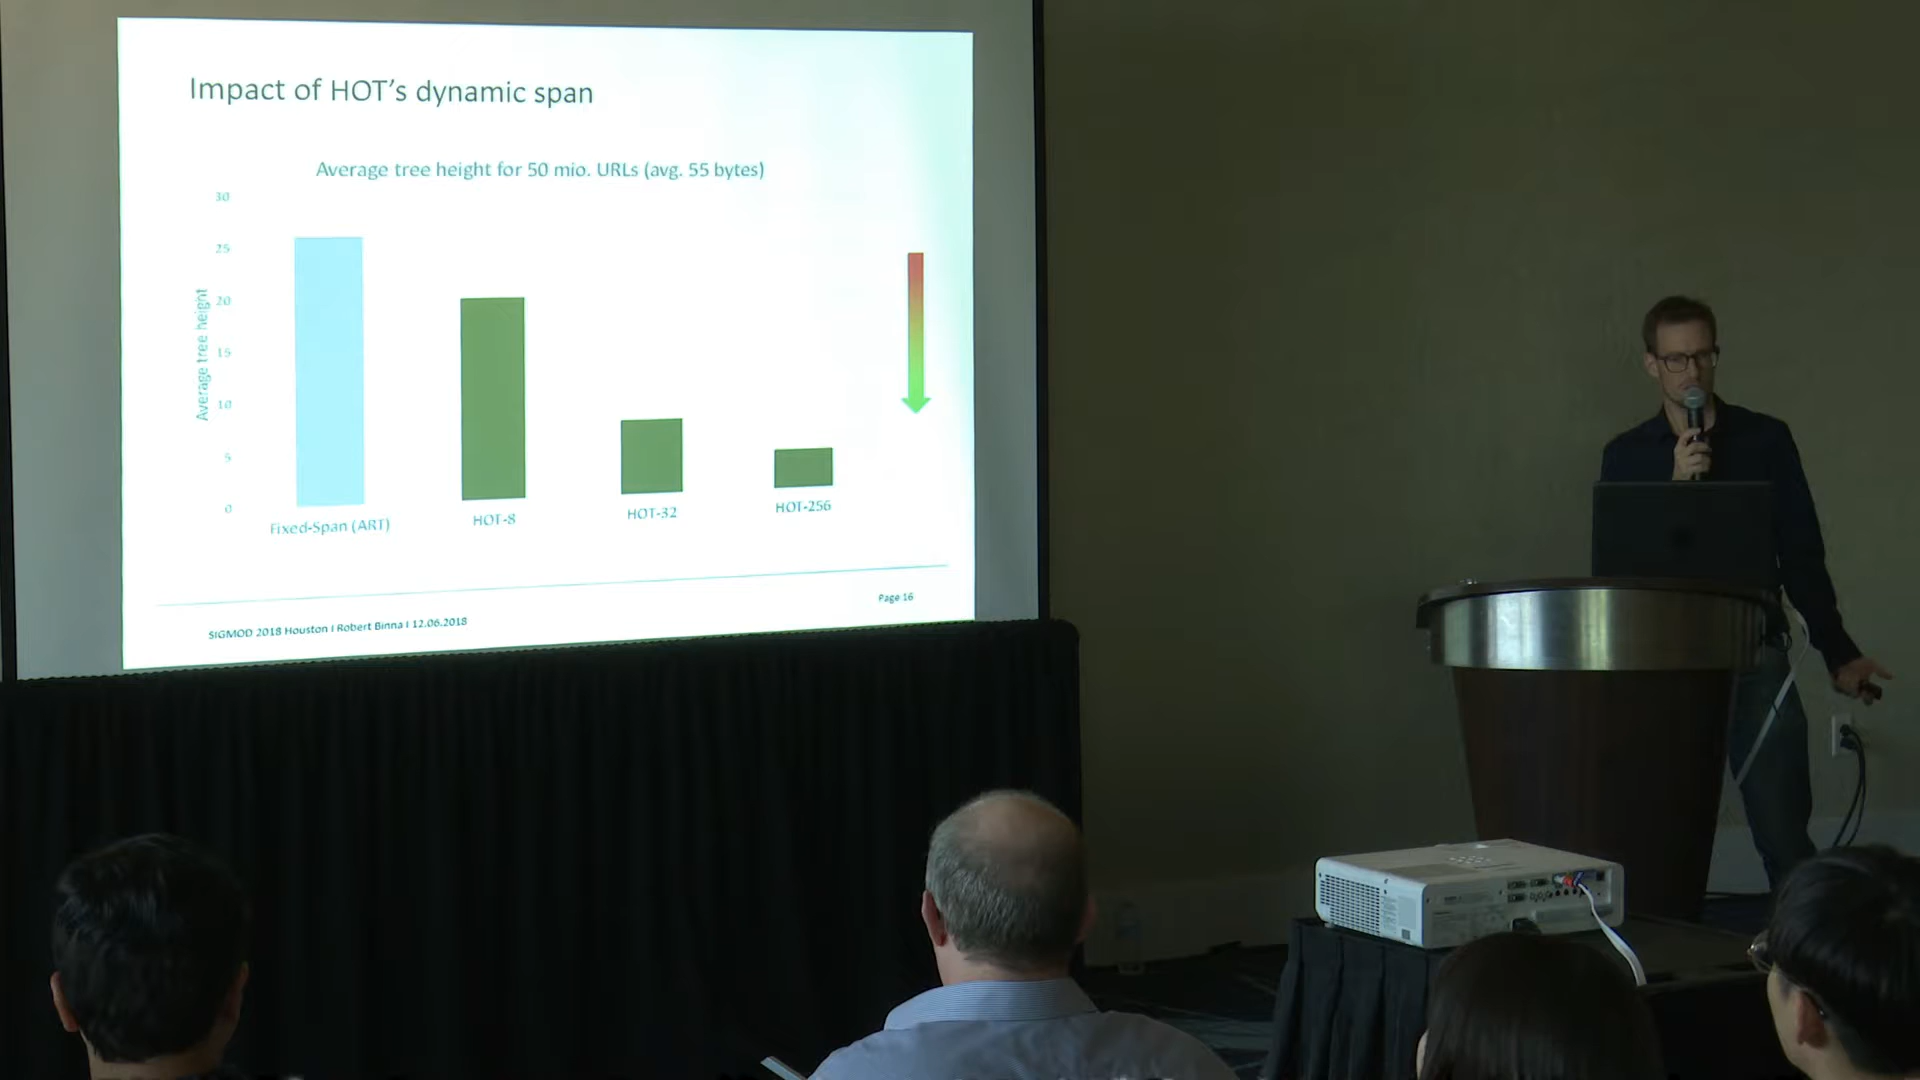 Impact of HOT's dynamic span
Average tree height for 50 mio. URLs (avg. 55 bytes)
30
25
20
15
10
5
0
Average tree height
Fixed-Span (ART)
HOT-8
HOT-32
HOT-256
Page 16
SIGMOD 2018 Houston I Robert Binna I 12.06.2018